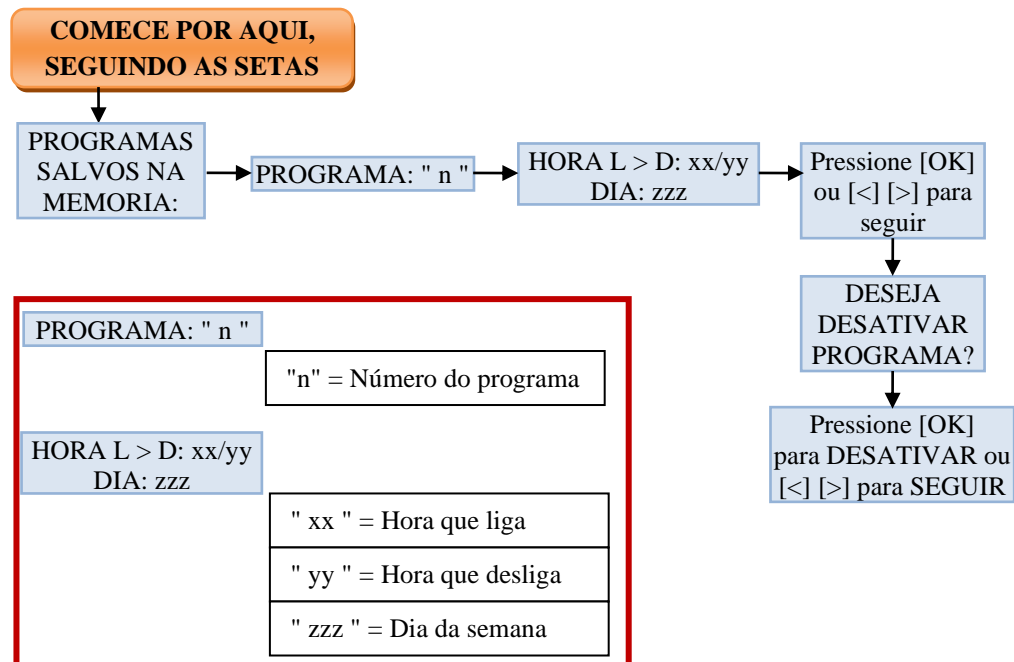 COMECE POR AQUI,
SEGUINDO AS SETAS
PROGRAMAS
SALVOS NA
MEMORIA:
PROGRAMA: " n "
HORA L > D: xx/yy
DIA: zzz
Pressione [OK]
ou [<] [>] para
seguir
DESEJA
DESATIVAR
PROGRAMA?
Pressione [OK]
para DESATIVAR ou
[<] [>] para SEGUIR
PROGRAMA: " n "
"n" = Número do programa
HORA L > D: xx/yy
DIA: zzz
" xx " = Hora que liga
" yy " = Hora que desliga
" zzz " = Dia da semana